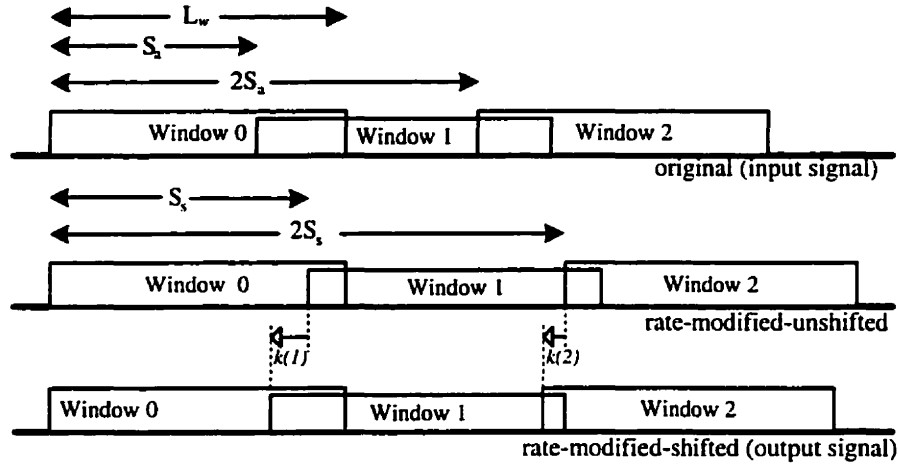 L_w
S_a
2S_a
Window 0 Window 1 Window 2
original (input signal)
S_s
2S_s
Window 0 Window 1 Window 2
rate-modified-unshifted
k(1) k(2)
Window 0 Window 1 Window 2
rate-modified-shifted (output signal)